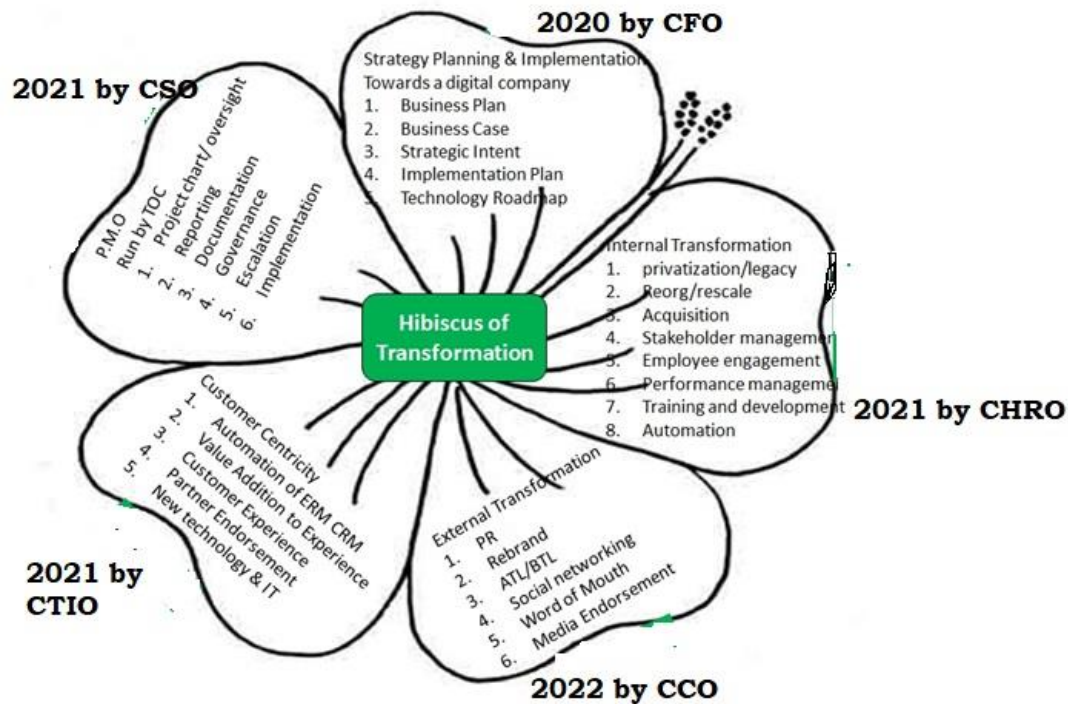 2020 by CFO
Strategy Planning & Implementation
Towards a digital company
1. Business Plan
2. Business Case
3. Strategic Intent
4. Implementation Plan
5. Technology Roadmap
2021 by CSO
P.M.O
Run by TOC
1. Project chart/ oversight
2. Reporting
3. Documentation
4. Governance
5. Escalation
6. Implementation
Internal Transformation
1. privatization/legacy
2. Reorg/rescale
3. Acquisition
4. Stakeholder managemen
5. Employee engagement
6. Performance manageme
7. Training and development
8. Automation
2021 by CHRO
Hibiscus of
Transformation
Customer Centricity
1. Automation of ERM CRM
2. Value Addition to Experience
3. Customer Experience
4. Partner Endorsement
5. New technology & IT
2021 by
CTIO
External Transformation
1. PR
2. Rebrand
3. ATL/BTL
4. Social networking
5. Word of Mouth
6. Media Endorsement
2022 by CCO